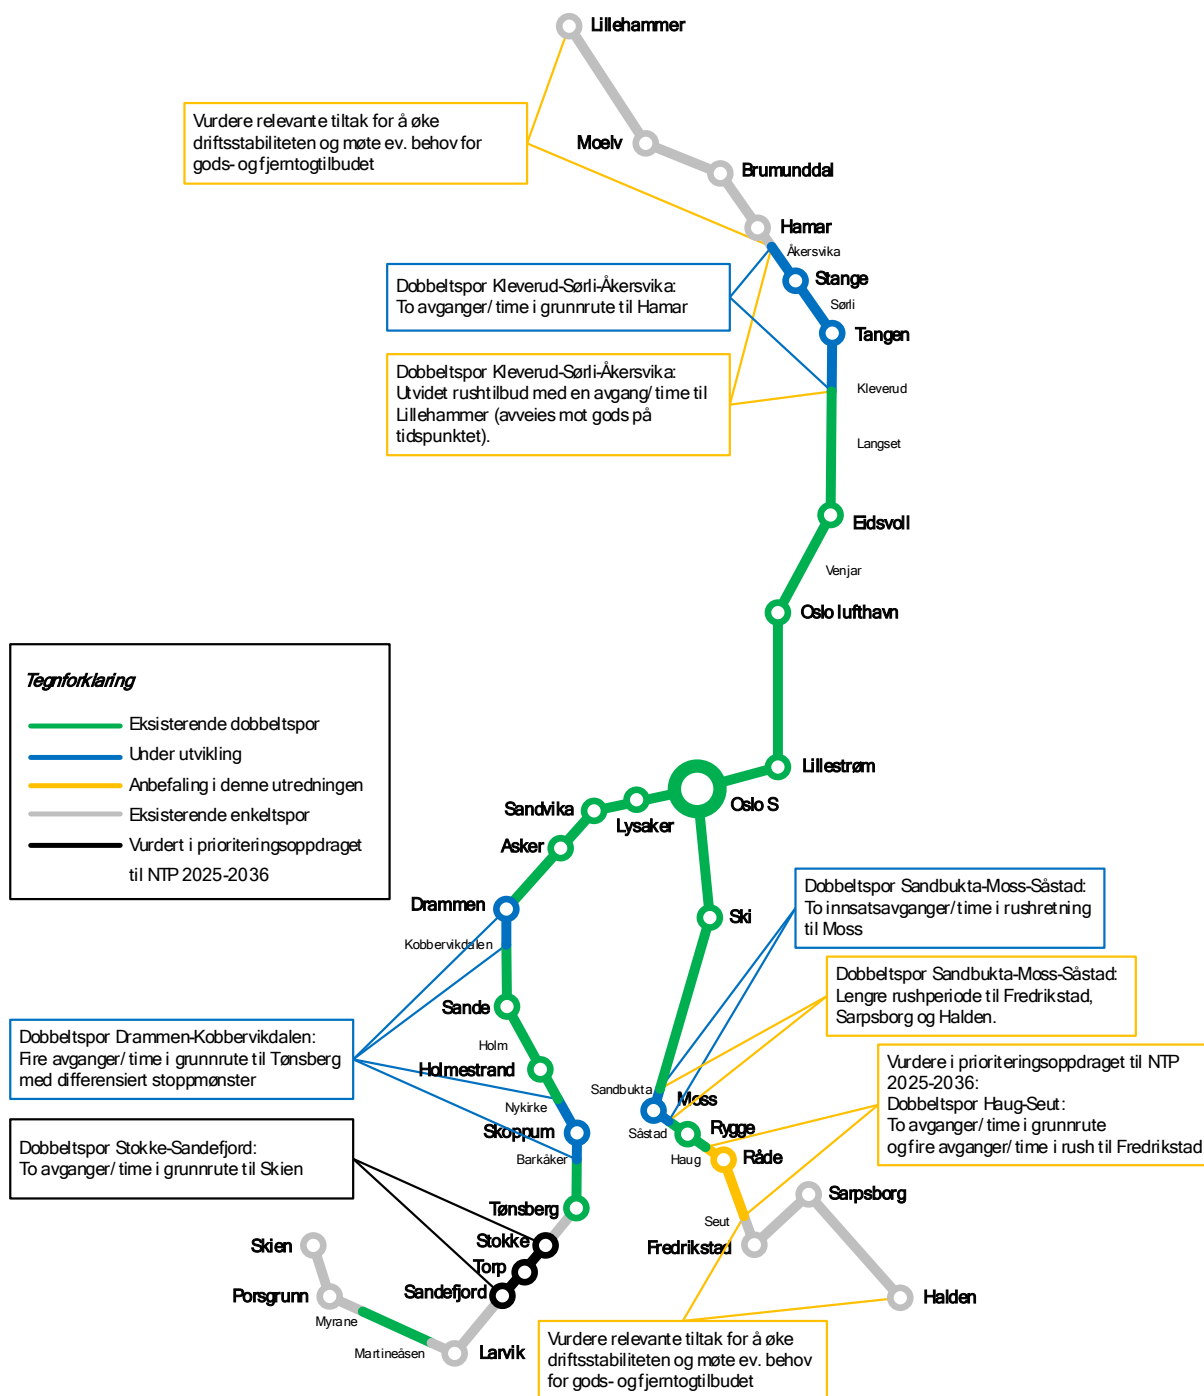 Lillehammer
Vurdere relevante tiltak for å øke
driftsstabiliteten og møte ev. behov for
gods- og fjerntogtilbudet
Moelv
Brumunddal
Hamar
Åkersvika
Dobbeltspor Kleverud-Sørli-Åkersvika:
To avganger/ time i grunnrute til Hamar
Stange
Sørli
Tangen
Dobbeltspor Kleverud-Sørli-Åkersvika:
Utvidet rushtilbud med en avgang/ time til
Lillehammer (avveies mot gods på
tidspunktet).
Kleverud
Langset
Eidsvoll
Venjar
Oslo lufthavn
Tegnforklaring
Eksisterende dobbeltspor
Under utvikling
Anbefaling i denne utredningen
Eksisterende enkeltspor
Vurdert i prioriteringsoppdraget
til NTP 2025-2036
Lillestrøm
Oslo S
Sandvika
Lysaker
Asker
Drammen
Kobbervikdalen
Ski
Dobbeltspor Sandbukta-Moss-Såstad:
To innsatsavganger/ time i rushretning
til Moss
Dobbeltspor Sandbukta-Moss-Såstad:
Lengre rushperiode til Fredrikstad,
Sarpsborg og Halden.
Sande
Holm
Dobbeltspor Drammen-Kobbervikdalen:
Fire avganger/ time i grunnrute til Tønsberg
med differensiert stoppmønster
Holmestrand
Nykirke
Sandbukta
Moss
Såstad
Rygge
Haug
Råde
Vurdere i prioriteringsoppdraget til NTP
2025-2036:
Dobbeltspor Haug-Seut:
To avganger/ time i grunnrute
og fire avganger/ time i rush til Fredrikstad
Skoppum
Barkåker
Dobbeltspor Stokke-Sandefjord:
To avganger/ time i grunnrute til Skien
Tønsberg
Stokke
Torp
Sandefjord
Skien
Porsgrunn
Myrane
Martineåsen
Larvik
Seut
Fredrikstad
Sarpsborg
Halden
Vurdere relevante tiltak for å øke
driftsstabiliteten og møte ev. behov
for gods- og fjerntogtilbudet